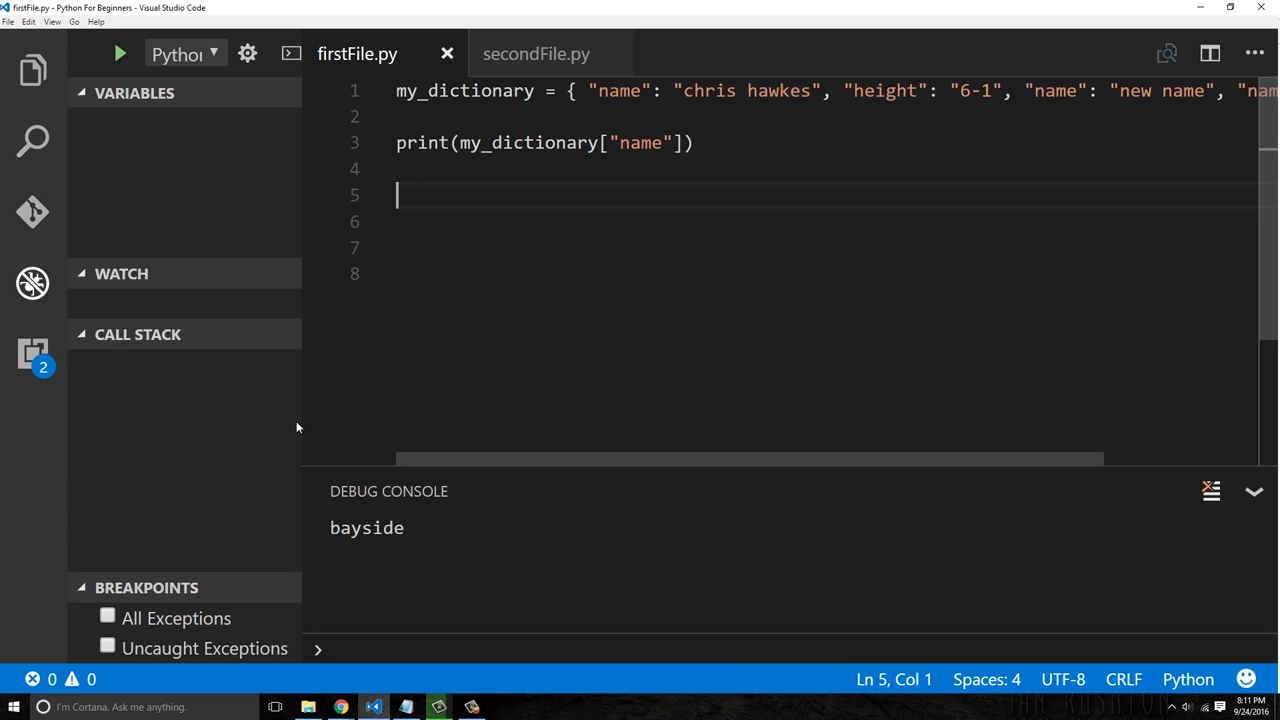 firstFile.py - Python For Beginners - Visual Studio Code
File Edit View Go Help
Pythoı
firstFile.py
secondFile.py
VARIABLES
WATCH
CALL STACK
BREAKPOINTS
All Exceptions
Uncaught Exceptions
2
1 my_dictionary = { "name": "chris hawkes", "height": "6-1", "name": "new name", "nam
2
3 print(my_dictionary["name"])
4
5
6
7
8
DEBUG CONSOLE
bayside
0 0
Ln 5, Col 1 Spaces: 4 UTF-8 CRLF Python
I'm Cortana. Ask me anything.
8:11 PM
9/24/2016